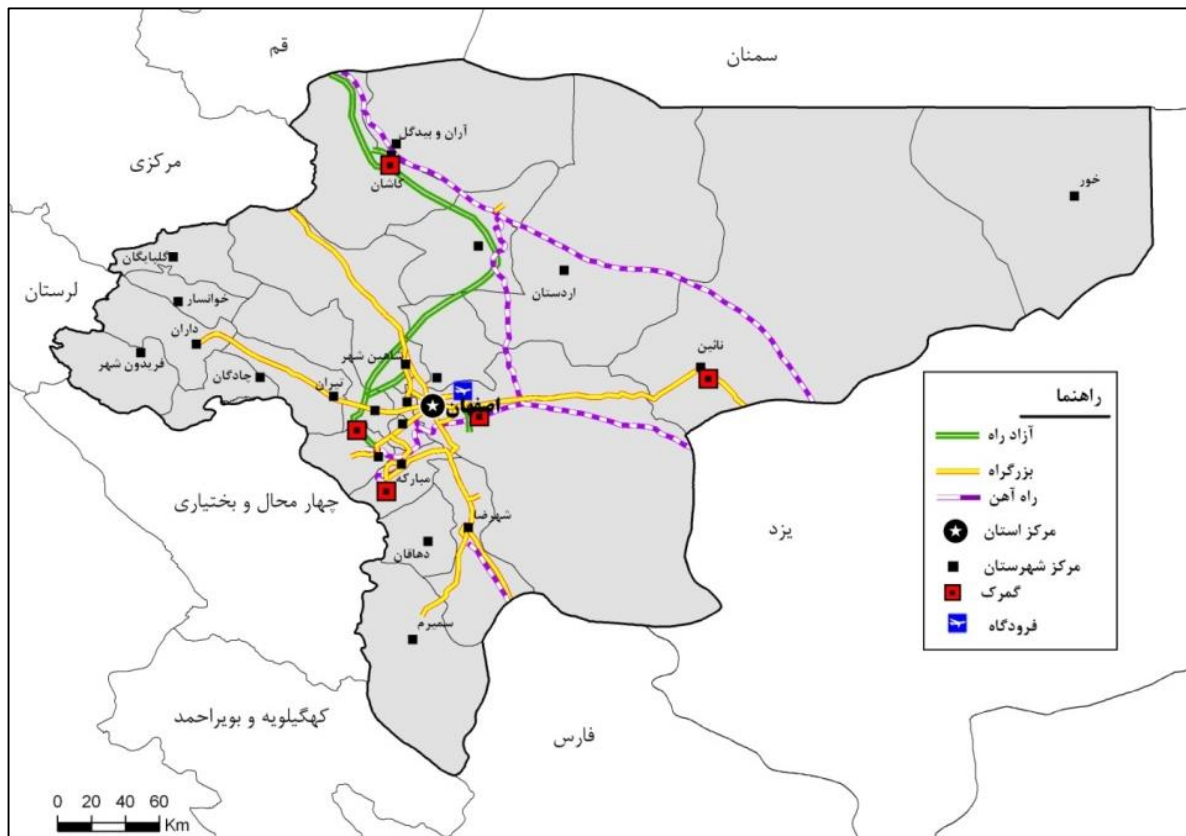 قم
سمنان
مرکزی
آران و بیدگل
کاشان
خور
گلپایگان
لرستان
خوانسار
اردستان
داران
فریدون شهر
شاهین شهر
نائین
چادگان
تیران
اصفهان
مبارکه
چهار محال و بختیاری
شهرضا
دهاقان
یزد
سمیرم
کهگیلویه و بویراحمد
فارس
راهنما
آزاد راه
بزرگراه
راه آهن
مرکز استان
مرکز شهرستان
گمرک
فرودگاه
0 20 40 60
Km